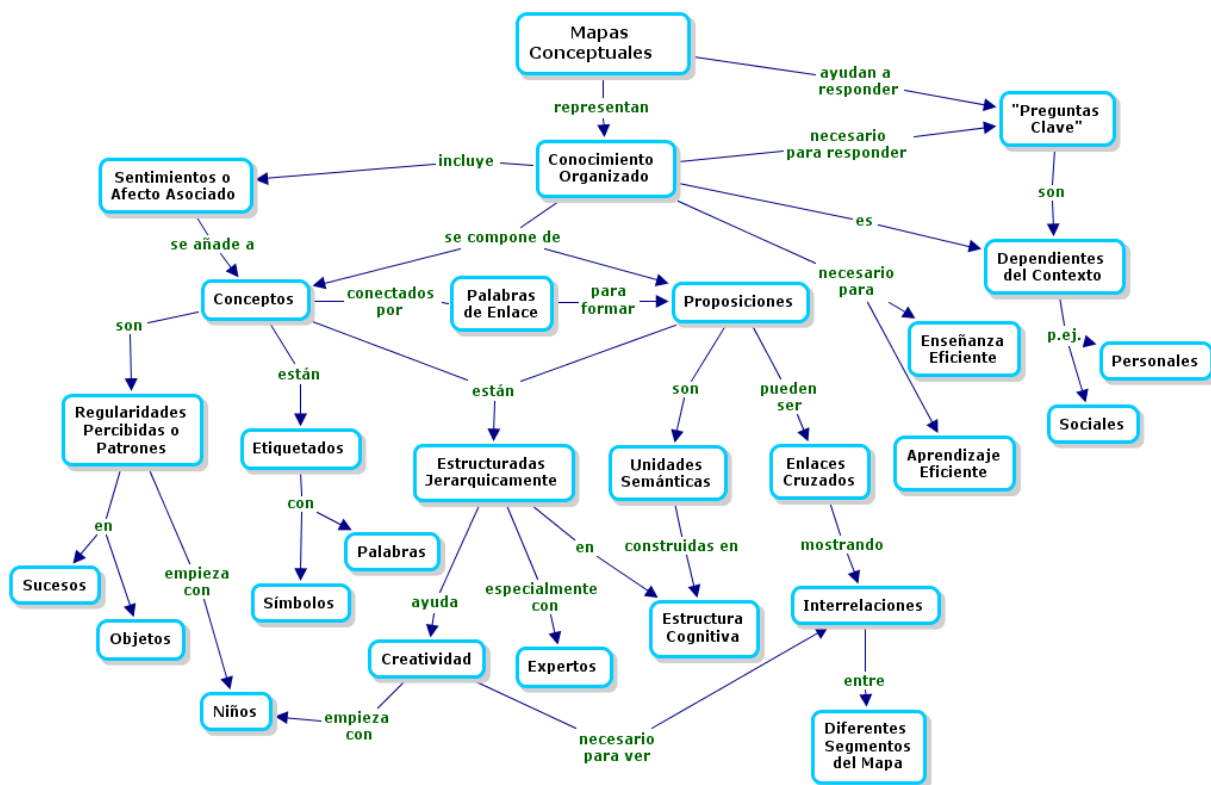 Mapas
Conceptuales
ayudan a
responder
representan
"Preguntas
Clave"
necesario
para responder
incluye
Conocimiento
Organizado
Sentimientos o
Afecto Asociado
son
es
se añade a
se compone de
Dependientes
del Contexto
necesario
para
Conceptos
conectados
por
Palabras
de Enlace
para
formar
Proposiciones
son
Enseñanza
Eficiente
p.ej.
Personales
están
están
son
pueden
ser
Regularidades
Percibidas o
Patrones
Etiquetados
Sociales
Estructuradas
Jerarquicamente
Unidades
Semánticas
Enlaces
Cruzados
Aprendizaje
Eficiente
en
con
Palabras
en
construidas en
mostrando
Sucesos
empieza
con
Símbolos
ayuda
especialmente
con
Estructura
Cognitiva
Interrelaciones
Objetos
Creatividad
Expertos
entre
Niños
empieza
con
necesario
para ver
Diferentes
Segmentos
del Mapa